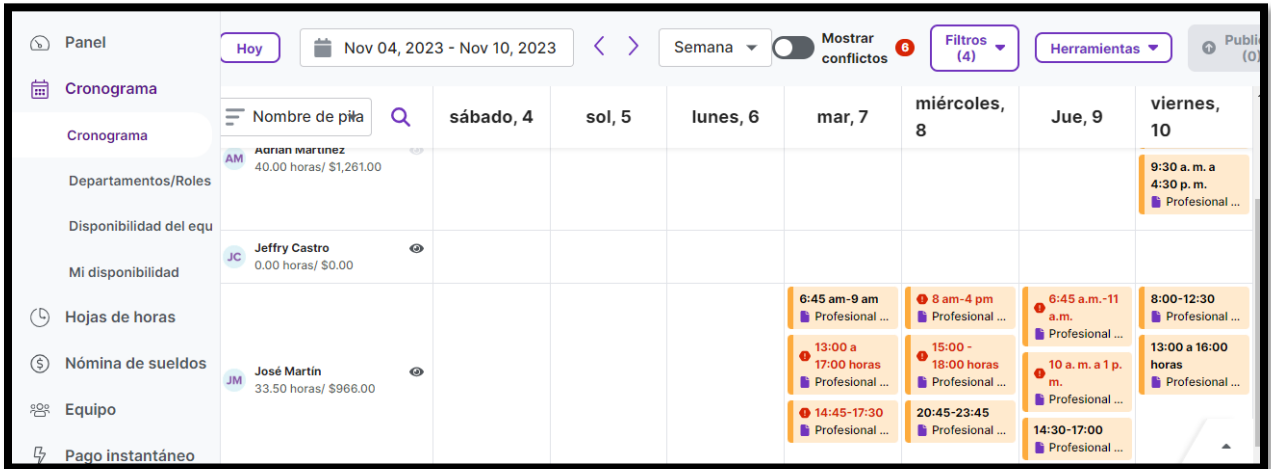 Panel
Cronograma
Cronograma
Departamentos/Roles
Disponibilidad del equ
Mi disponibilidad
Hojas de horas
Nómina de sueldos
Equipo
Pago instantáneo
Hoy
Nov 04, 2023 - Nov 10, 2023
Semana
Mostrar
conflictos
6
Filtros
(4)
Herramientas
Public
(0)
Nombre de pila
sábado, 4
sol, 5
lunes, 6
mar, 7
miércoles,
8
Jue, 9
viernes,
10
AM
Adrian Martinez
40.00 horas/ $1,261.00
9:30 a. m. a
4:30 p. m.
Profesional ...
JC
Jeffry Castro
0.00 horas/ $0.00
JM
José Martín
33.50 horas/ $966.00
6:45 am-9 am
Profesional ...
13:00 a
17:00 horas
Profesional ...
14:45-17:30
Profesional ...
8 am-4 pm
Profesional ...
15:00 -
18:00 horas
Profesional ...
20:45-23:45
Profesional ...
6:45 a.m.-11
a.m.
Profesional ...
10 a. m. a 1 p.
m.
Profesional ...
14:30-17:00
Profesional ...
8:00-12:30
Profesional ...
13:00 a 16:00
horas
Profesional ...